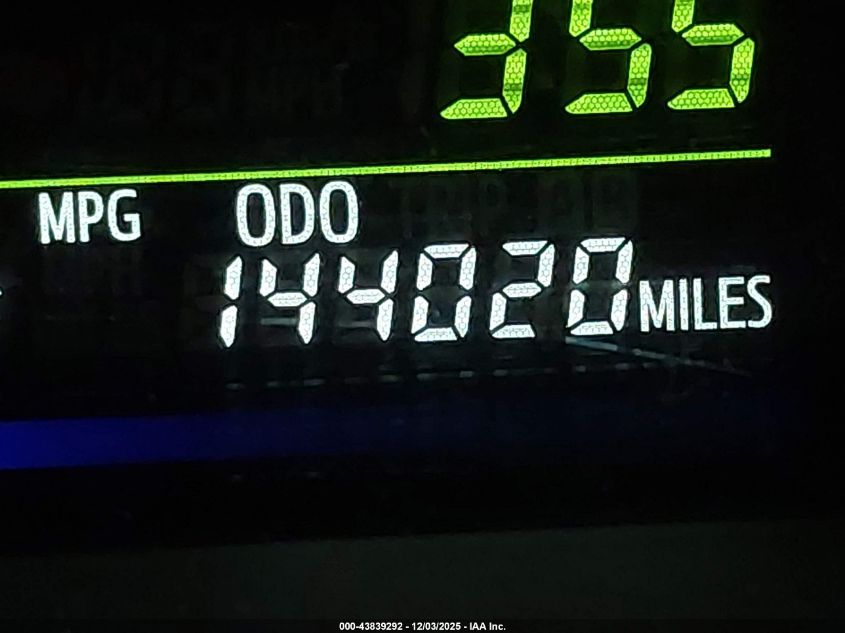 355
MPG ODO
144020 MILES
000-43839292 - 12/03/2025 - IAA Inc.